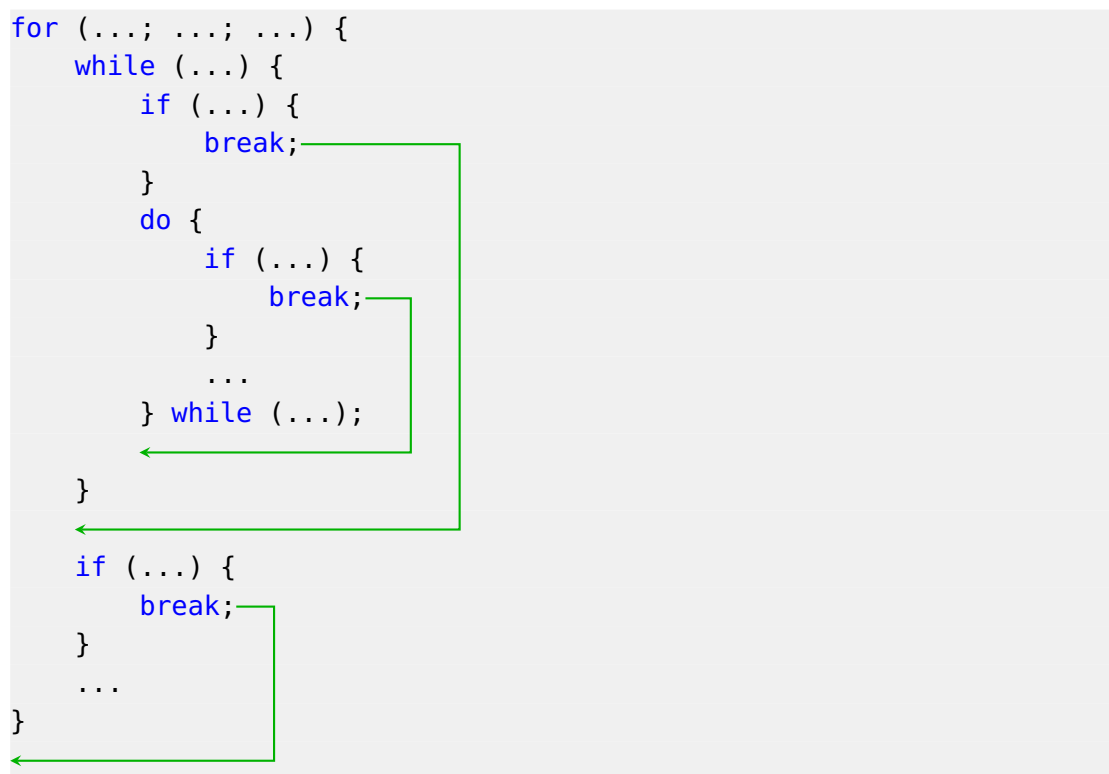 for (...; ...; ...) {
    while (...) {
        if (...) {
            break;
        }
        do {
            if (...) {
                break;
            }
            ...
        } while (...);
    }
    if (...) {
        break;
    }
    ...
}